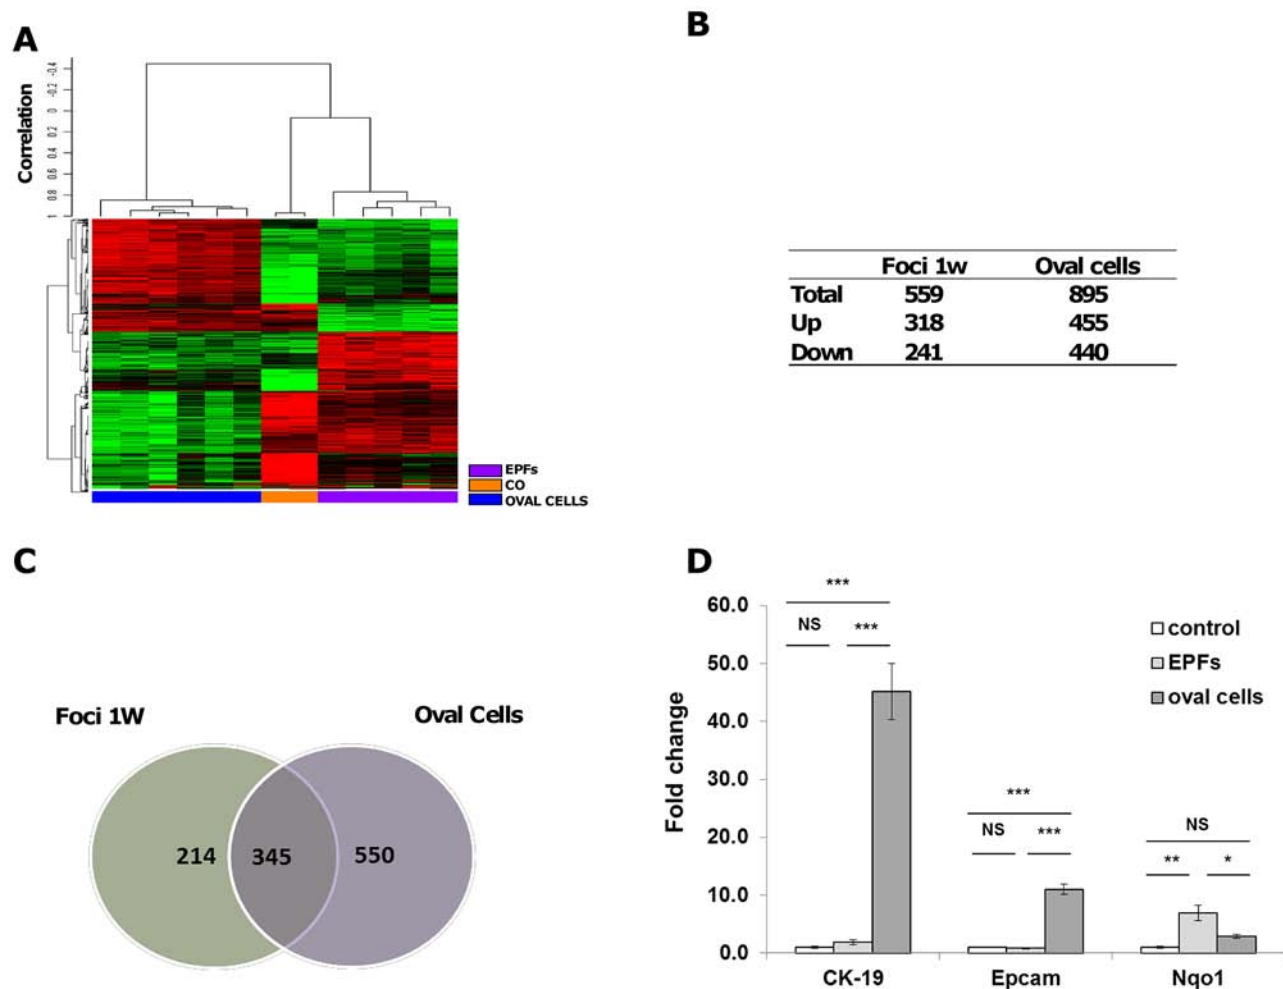 A
Correlation
-0.4
-0.2
0
0.2
0.4
0.6
0.8
1
EPFs
CO
OVAL CELLS
B
Foci 1w Oval cells
Total 559 895
Up 318 455
Down 241 440
C
Foci 1W Oval Cells
214 345 550
D
Fold change
60.0
50.0
40.0
30.0
20.0
10.0
0.0
***
NS ***
***
NS ***
NS
** *
control
EPFs
oval cells
CK-19 Epcam Nqo1